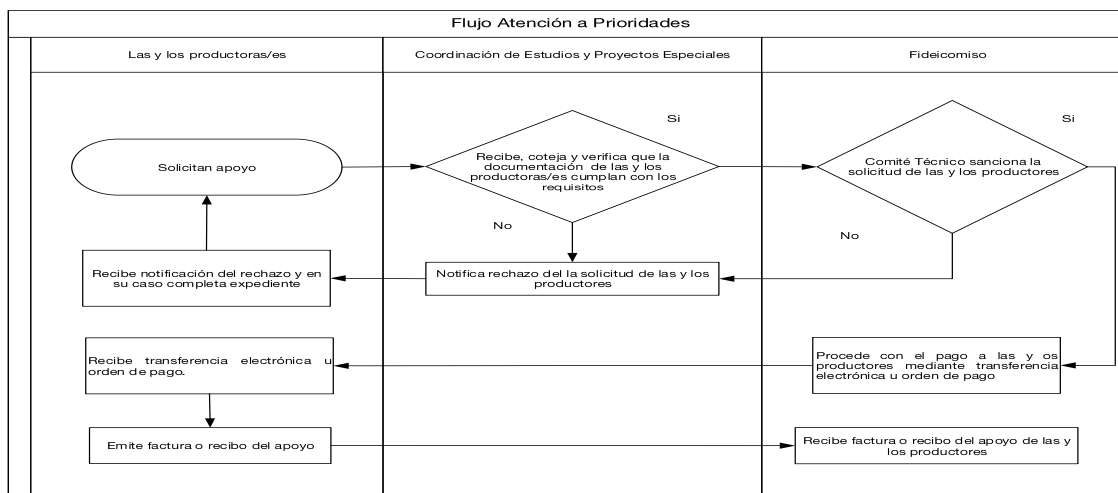 Flujo Atención a Prioridades
Las y los productoras/es
Coordinación de Estudios y Proyectos Especiales
Fideicomiso
Solicitan apoyo
Recibe, coteja y verifica que la
documentación de las y los
productoras/es cumplan con los
requisitos
Si
Comité Técnico sanciona la
solicitud de las y los productores
Si
No
No
Recibe notificación del rechazo y en
su caso completa expediente
Notifica rechazo del la solicitud de las y los
productores
Recibe transferencia electrónica u
orden de pago.
Procede con el pago a las y os
productores mediante transferencia
electrónica u orden de pago
Emite factura o recibo del apoyo
Recibe factura o recibo del apoyo de las y
los productores